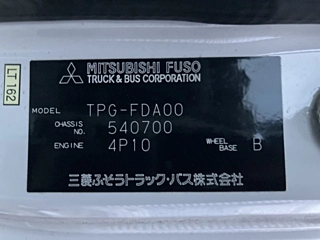 LT162
MITSUBISHI FUSO
TRUCK & BUS CORPORATION
MODEL TPG-FDA00
CHASSIS NO. 540700
ENGINE 4P10 WHEEL BASE B
三菱ふそうトラック・バス株式会社